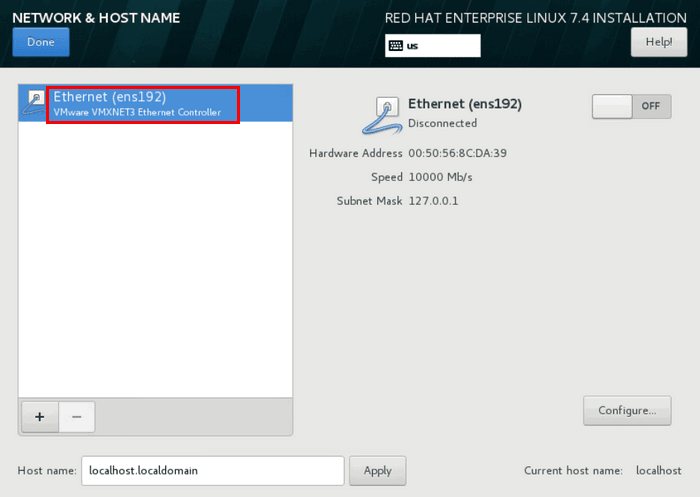 NETWORK & HOST NAME
RED HAT ENTERPRISE LINUX 7.4 INSTALLATION
Done
us
Help!
Ethernet (ens192)
VMware VMXNET3 Ethernet Controller
Ethernet (ens192)
Disconnected
OFF
Hardware Address 00:50:56:8C:DA:39
Speed 10000 Mb/s
Subnet Mask 127.0.0.1
+ −
Configure...
Host name: localhost.localdomain Apply Current host name: localhost